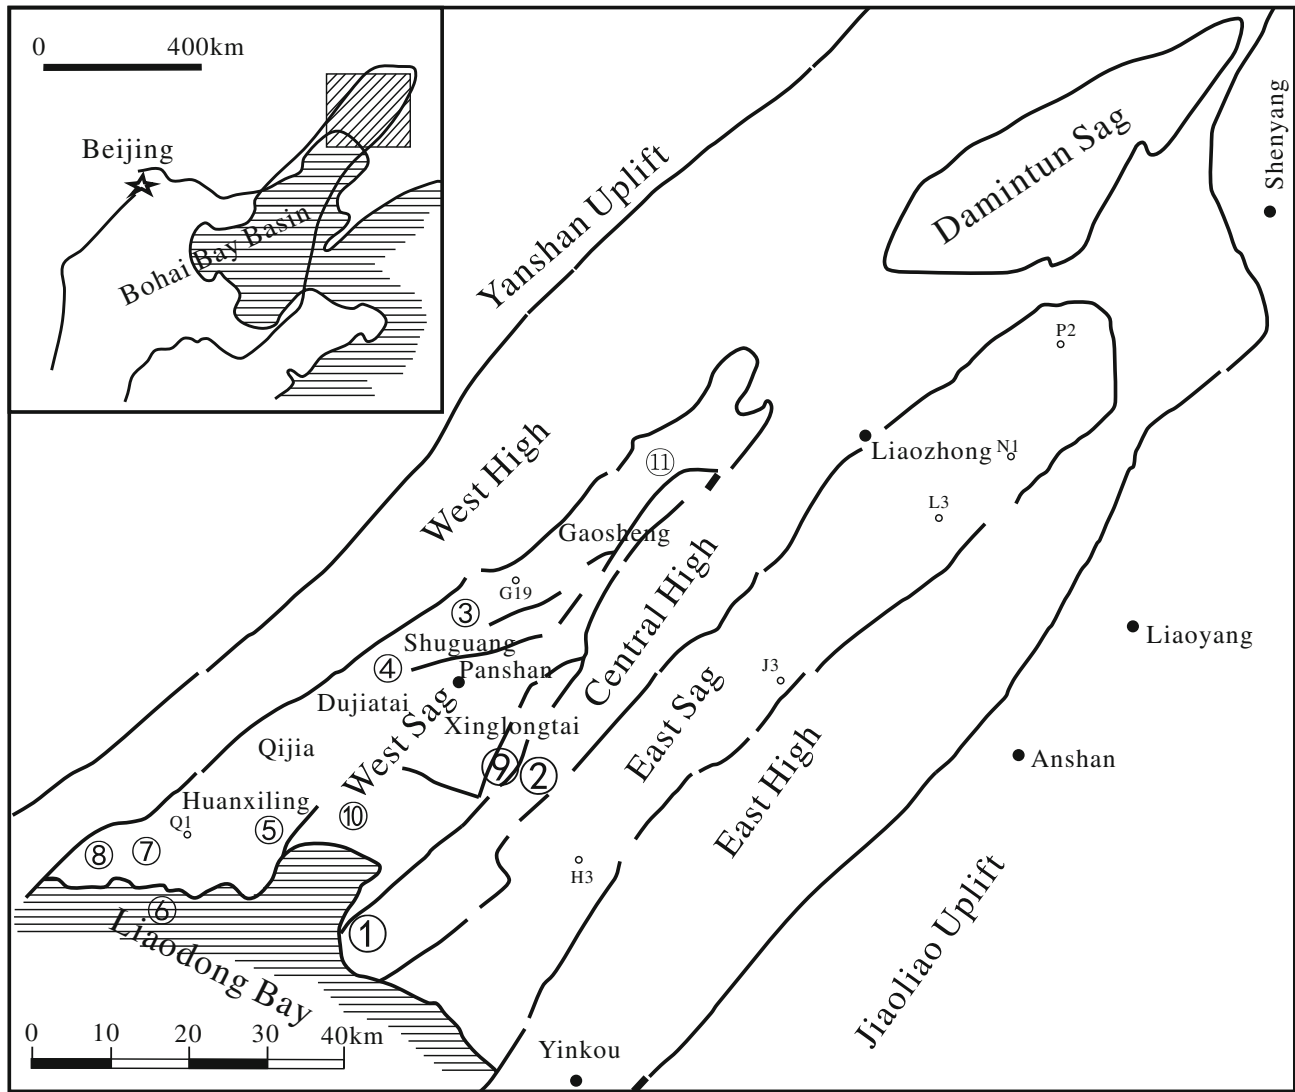 0 400km
Beijing
Bohai Bay Basin
Yanshan Uplift
Damintun Sag
Shenyang
P2
West High
Liaozhong
N1
⑪
L3
Gaosheng
G19
Central High
③
Shuguang
④
Panshan
Dujiatai
West Sag
Xinglongtai
Qijia
East Sag
J3
Liaoyang
⑨
②
East High
Anshan
Huanxiling
Q1
⑤
⑩
⑧
⑦
H3
⑥
①
Liaodong Bay
Jiaoliao Uplift
0 10 20 30 40km
Yinkou